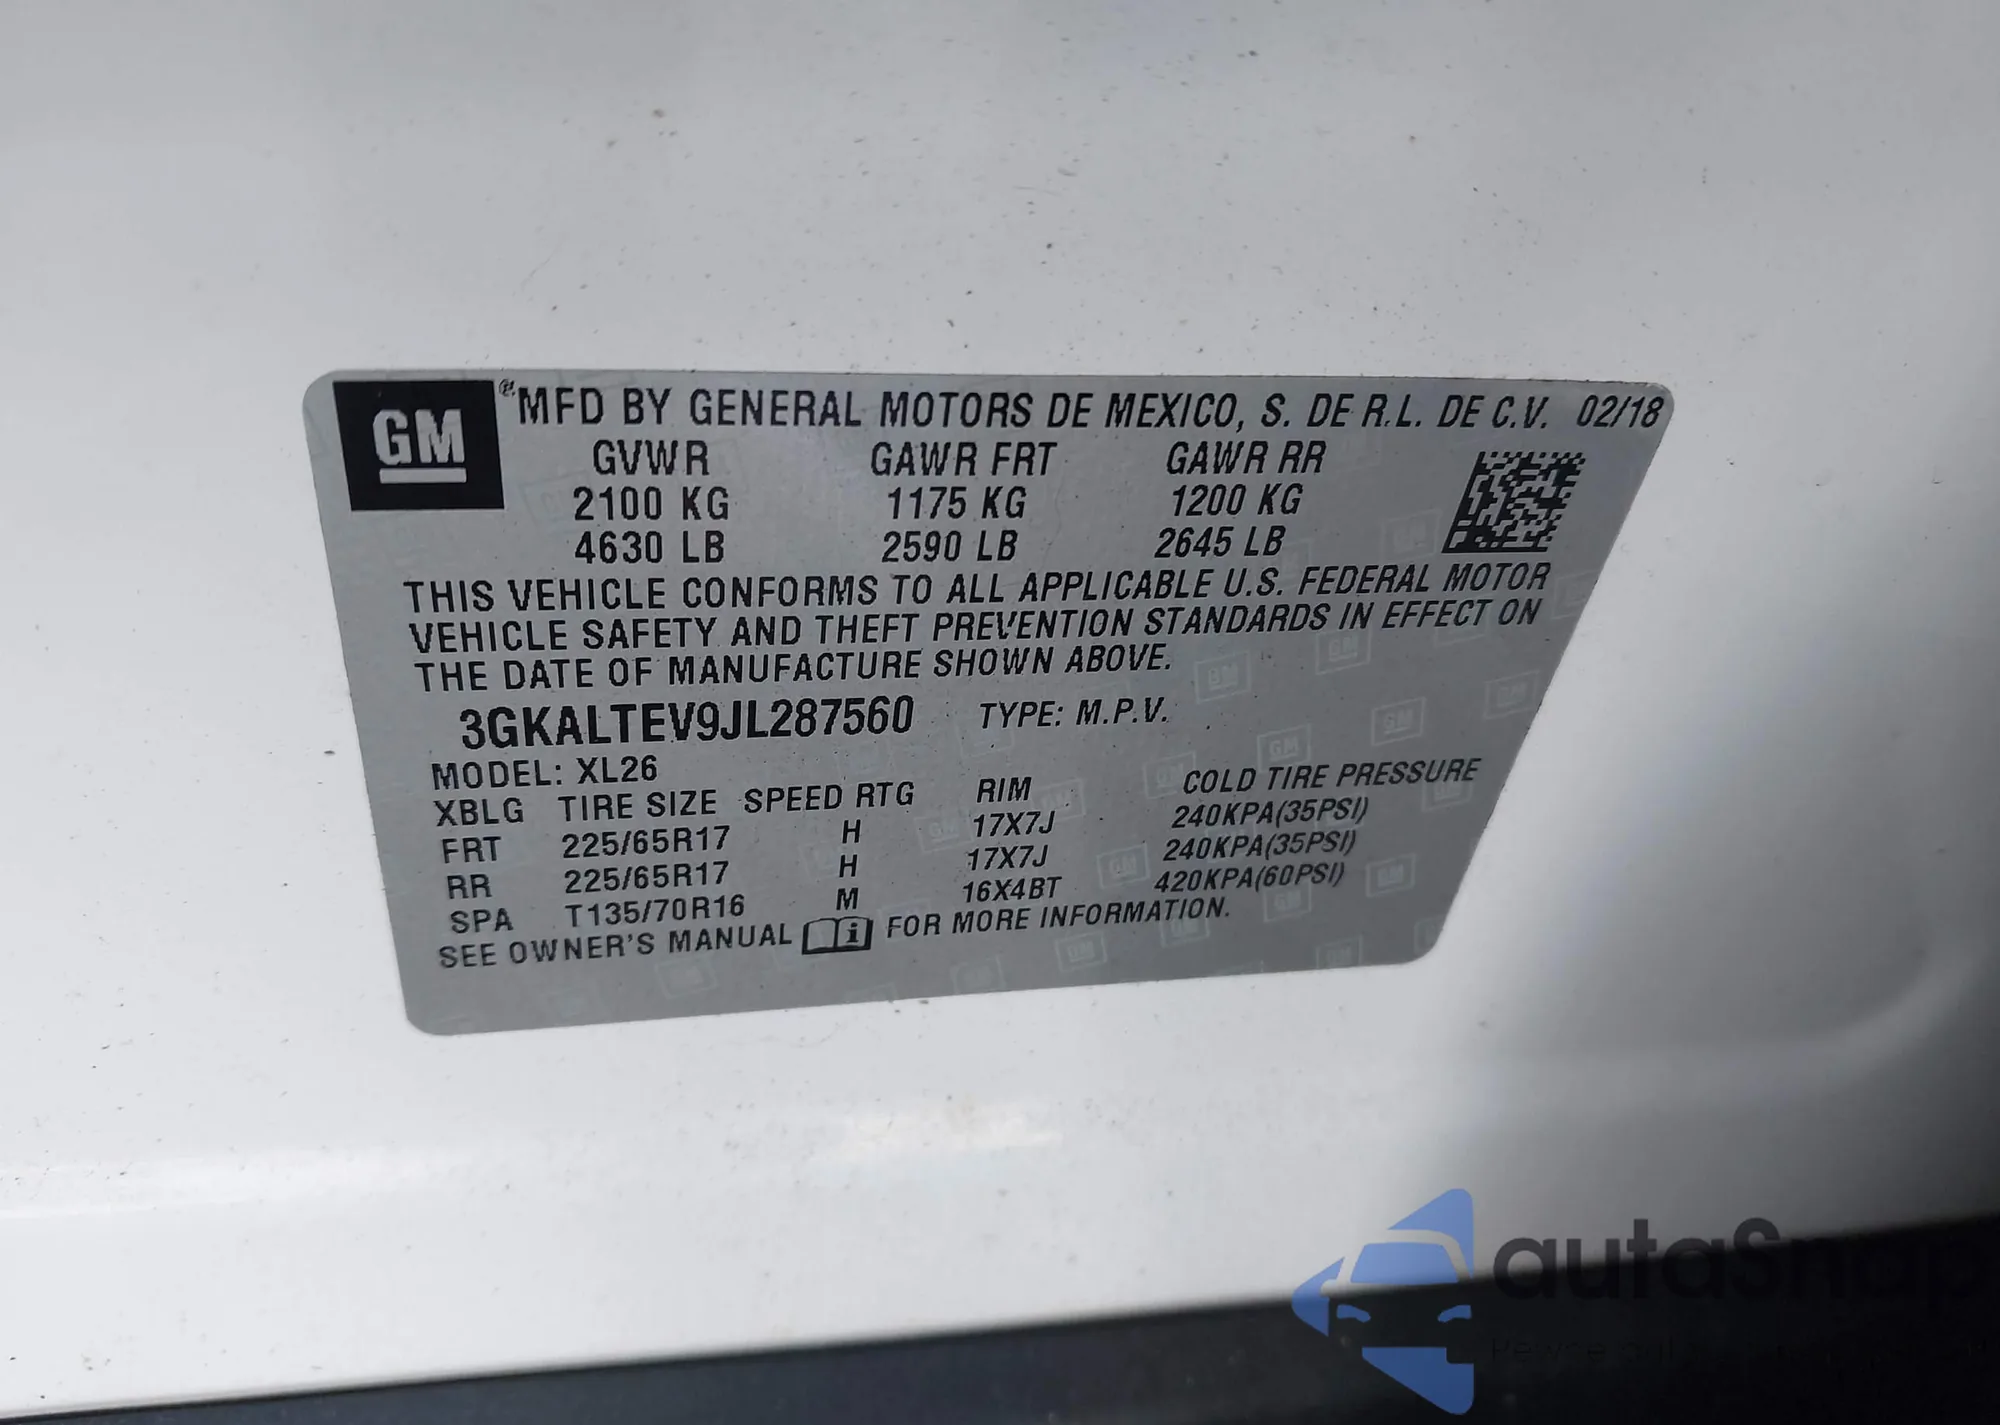 GM
® MFD BY GENERAL MOTORS DE MEXICO, S. DE R.L. DE C.V. 02/18
GVWR GAWR FRT GAWR RR
2100 KG 1175 KG 1200 KG
4630 LB 2590 LB 2645 LB
THIS VEHICLE CONFORMS TO ALL APPLICABLE U.S. FEDERAL MOTOR
VEHICLE SAFETY AND THEFT PREVENTION STANDARDS IN EFFECT ON
THE DATE OF MANUFACTURE SHOWN ABOVE.
3GKALTEV9JL287560 TYPE: M.P.V.
MODEL: XL26
XBLG TIRE SIZE SPEED RTG RIM COLD TIRE PRESSURE
FRT 225/65R17 H 17X7J 240KPA(35PSI)
RR 225/65R17 H 17X7J 240KPA(35PSI)
SPA T135/70R16 M 16X4BT 420KPA(60PSI)
SEE OWNER'S MANUAL i FOR MORE INFORMATION.
autaSnap